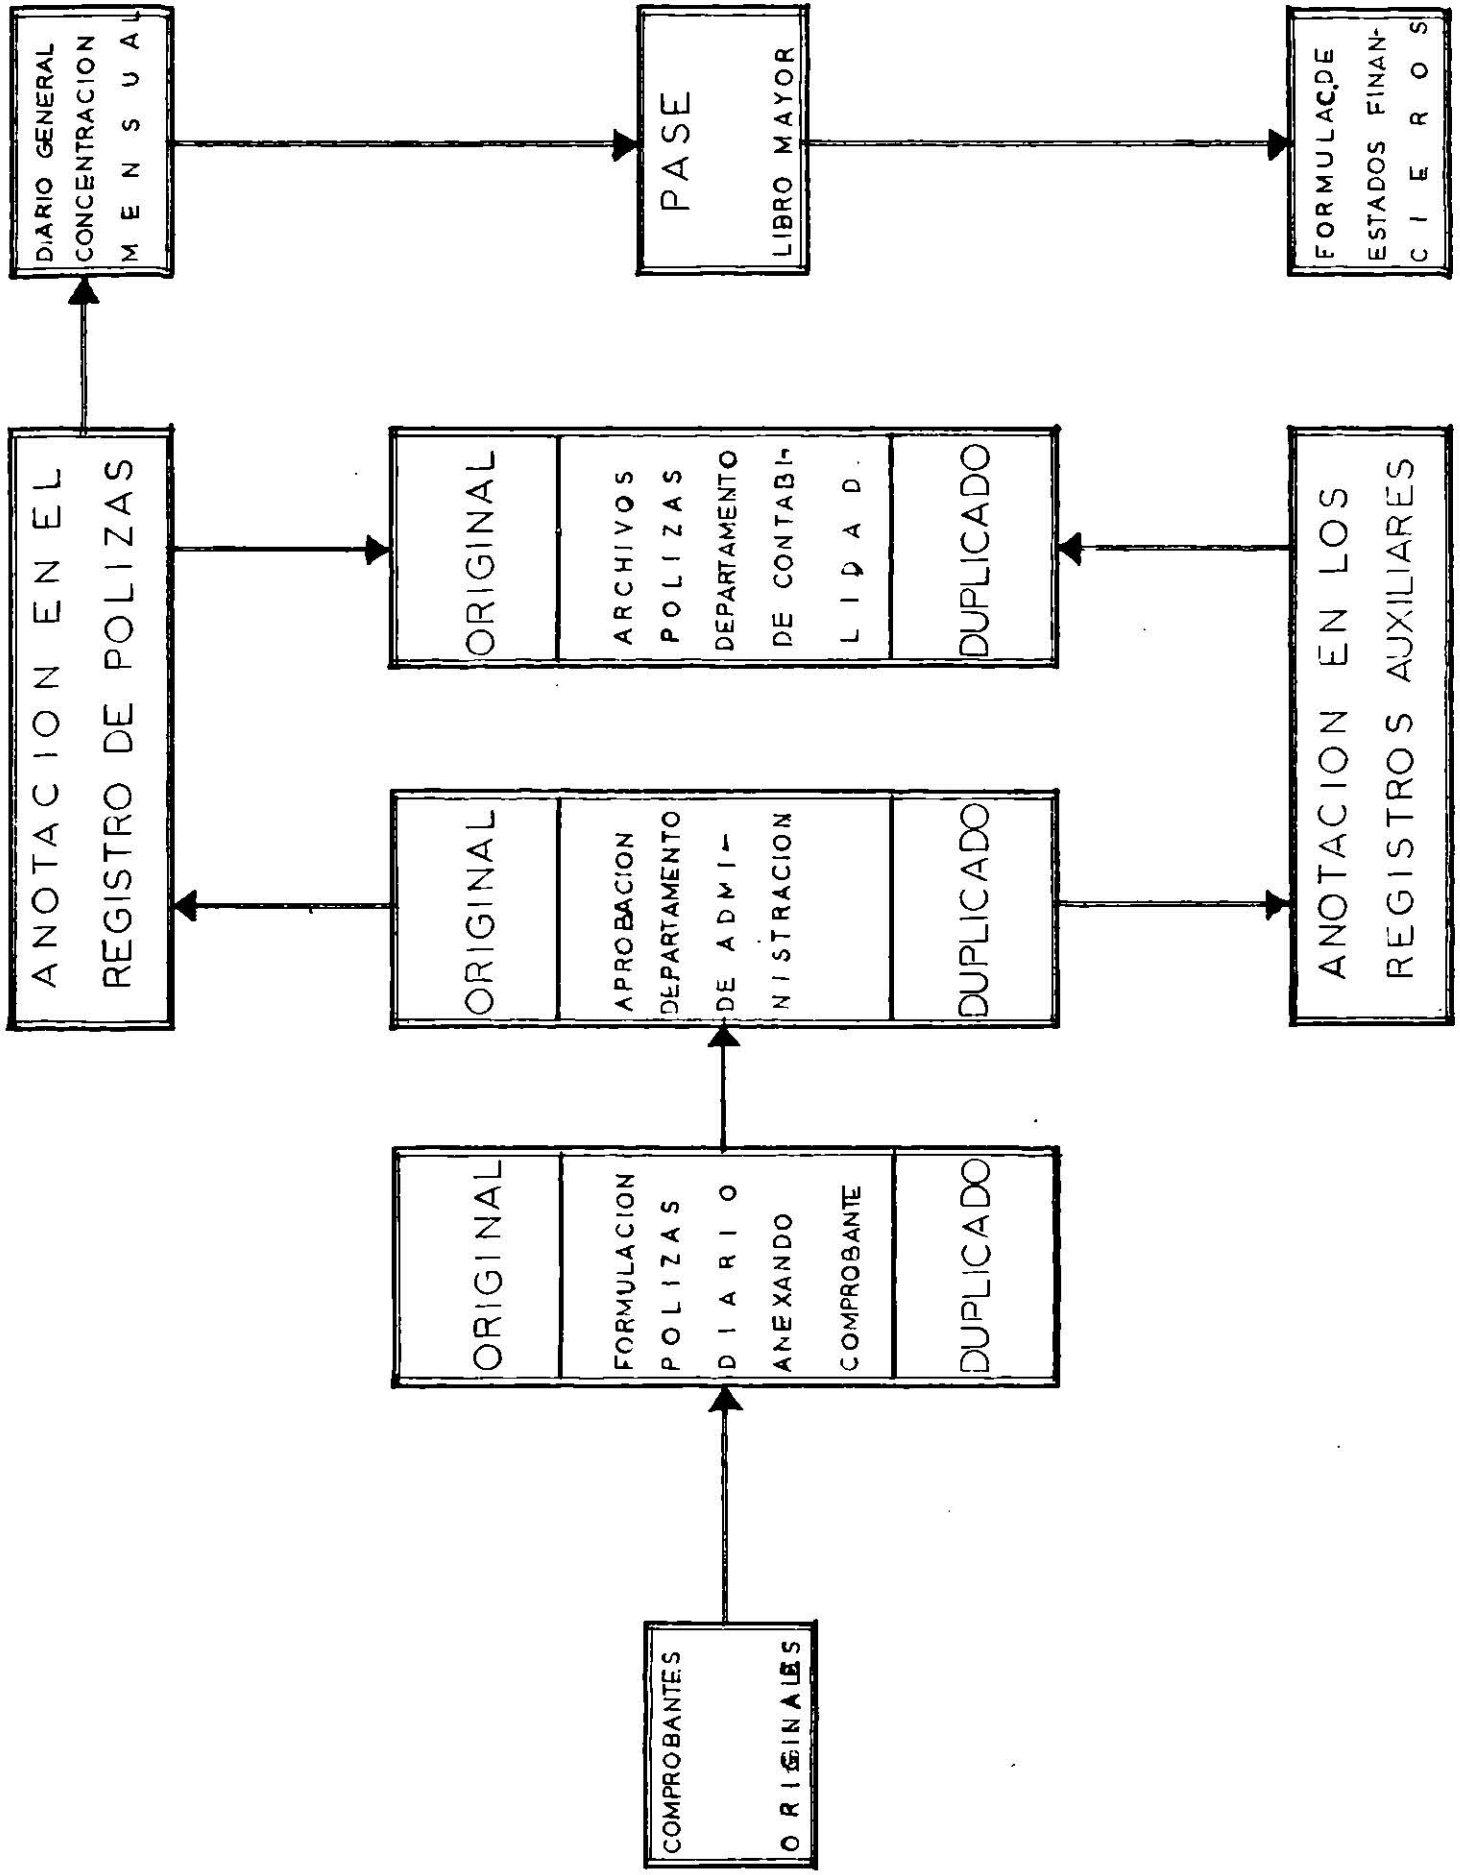 COMPROBANTES
ORIGINALES
ORIGINAL
FORMULACION
POLIZAS
DIARIO
ANEXANDO
COMPROBANTE
DUPLICADO
ORIGINAL
APROBACION
DEPARTAMENTO
DE ADMI-
NISTRACION
DUPLICADO
ANOTACION EN EL
REGISTRO DE POLIZAS
ORIGINAL
ARCHIVOS
POLIZAS
DEPARTAMENTO
DE CONTABI-
LIDAD.
DUPLICADO
ANOTACION EN LOS
REGISTROS AUXILIARES
DIARIO GENERAL
CONCENTRACION
MENSUAL
PASE
LIBRO MAYOR
FORMULAC.DE
ESTADOS FINAN-
CIEROS